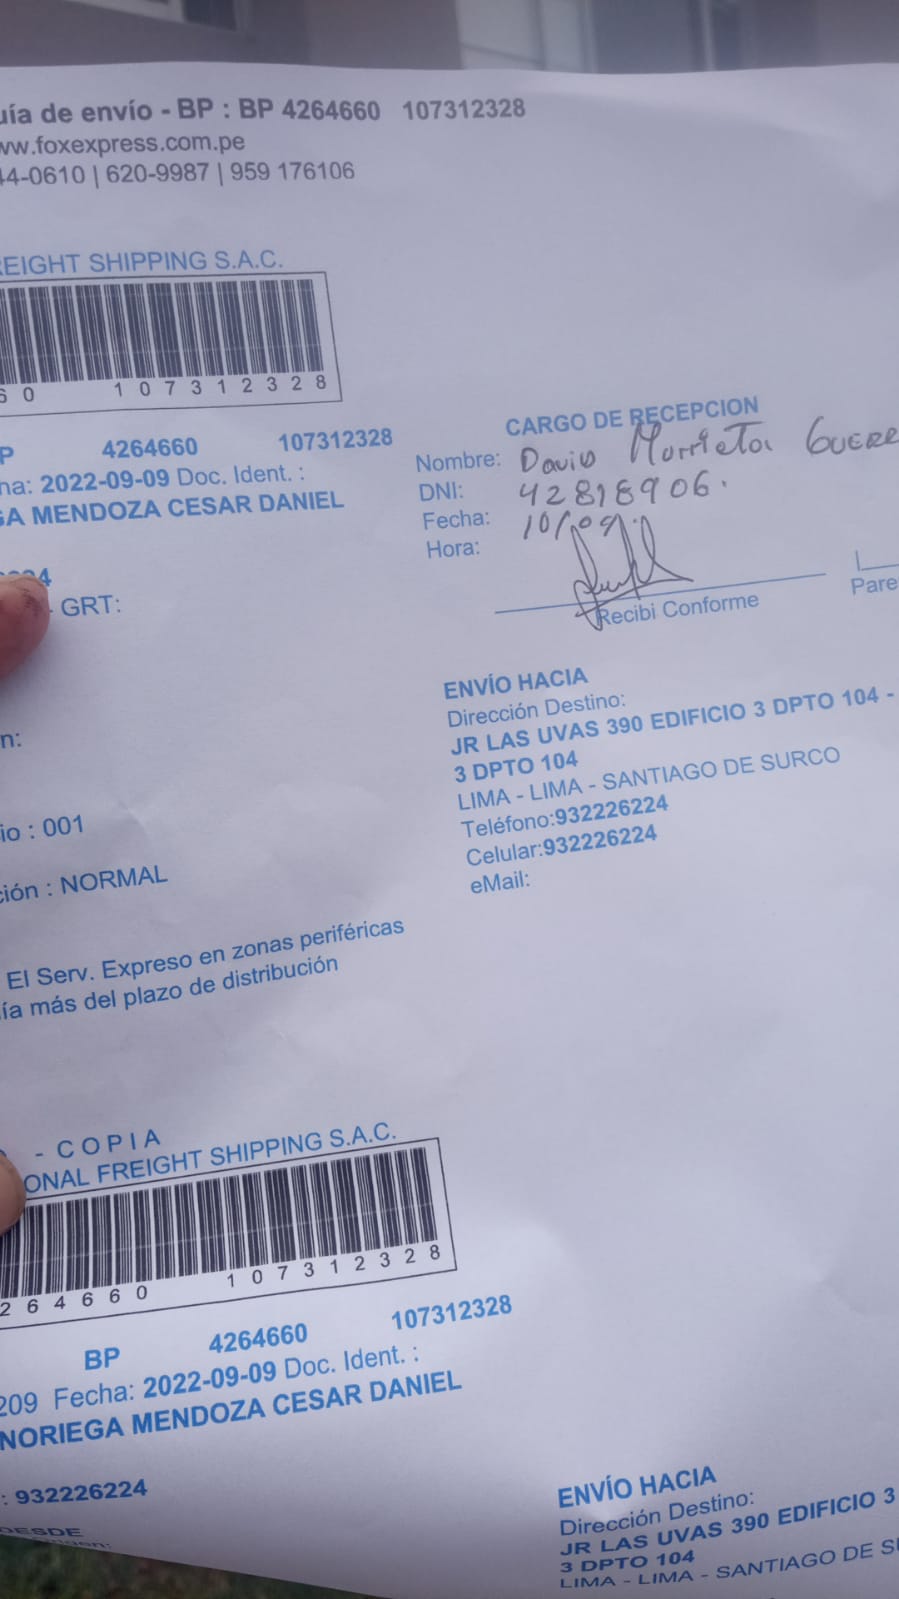 uía de envío - BP : BP 4264660 107312328
ww.foxexpress.com.pe
44-0610 | 620-9987 | 959 176106
REIGHT SHIPPING S.A.C.
60 107312328
P 4264660 107312328
ha: 2022-09-09 Doc. Ident. :
GA MENDOZA CESAR DANIEL
GRT:
n:
io : 001
ción : NORMAL
El Serv. Expreso en zonas periféricas
ía más del plazo de distribución
CARGO DE RECEPCION
Nombre: David Murrieta GUERR
DNI: 42818906.
Fecha: 10/09/.
Hora:
Recibi Conforme
Pare
ENVÍO HACIA
Dirección Destino:
JR LAS UVAS 390 EDIFICIO 3 DPTO 104 -
3 DPTO 104
LIMA - LIMA - SANTIAGO DE SURCO
Teléfono:932226224
Celular:932226224
eMail:
- COPIA
ONAL FREIGHT SHIPPING S.A.C.
264660 107312328
BP 4264660 107312328
209 Fecha: 2022-09-09 Doc. Ident. :
NORIEGA MENDOZA CESAR DANIEL
: 932226224
DESDE
rigen:
ENVÍO HACIA
Dirección Destino:
JR LAS UVAS 390 EDIFICIO 3
3 DPTO 104
LIMA - LIMA - SANTIAGO DE S